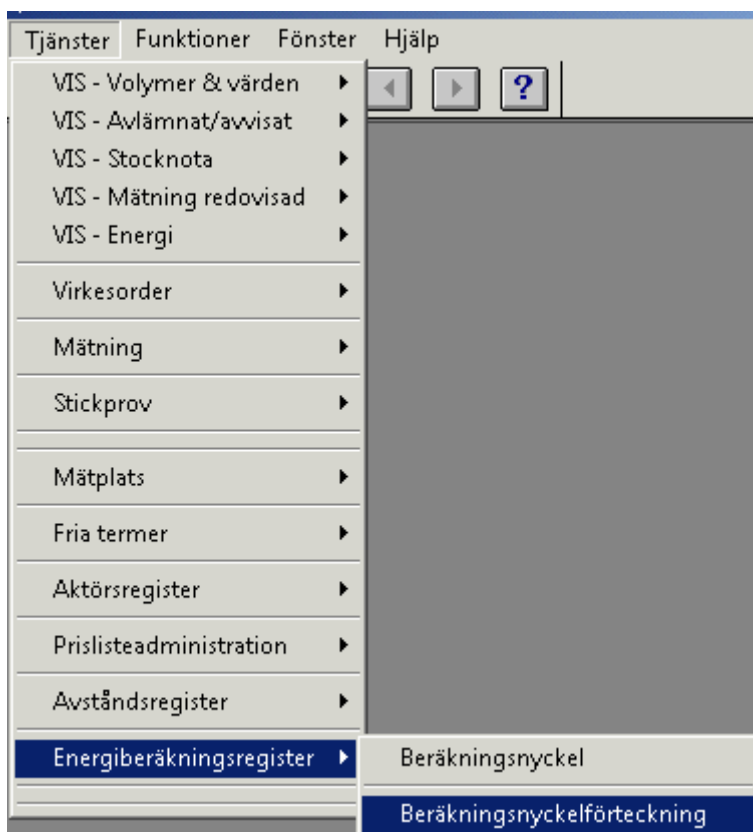 Tjänster Funktioner Fönster Hjälp
VIS - Volymer & värden
VIS - Avlämnat/avvisat
VIS - Stocknota
VIS - Mätning redovisad
VIS - Energi
Virkesorder
Mätning
Stickprov
Mätplats
Fria termer
Aktörsregister
Prislisteadministration
Avståndsregister
Energiberäkningsregister
Beräkningsnyckel
Beräkningsnyckelförteckning